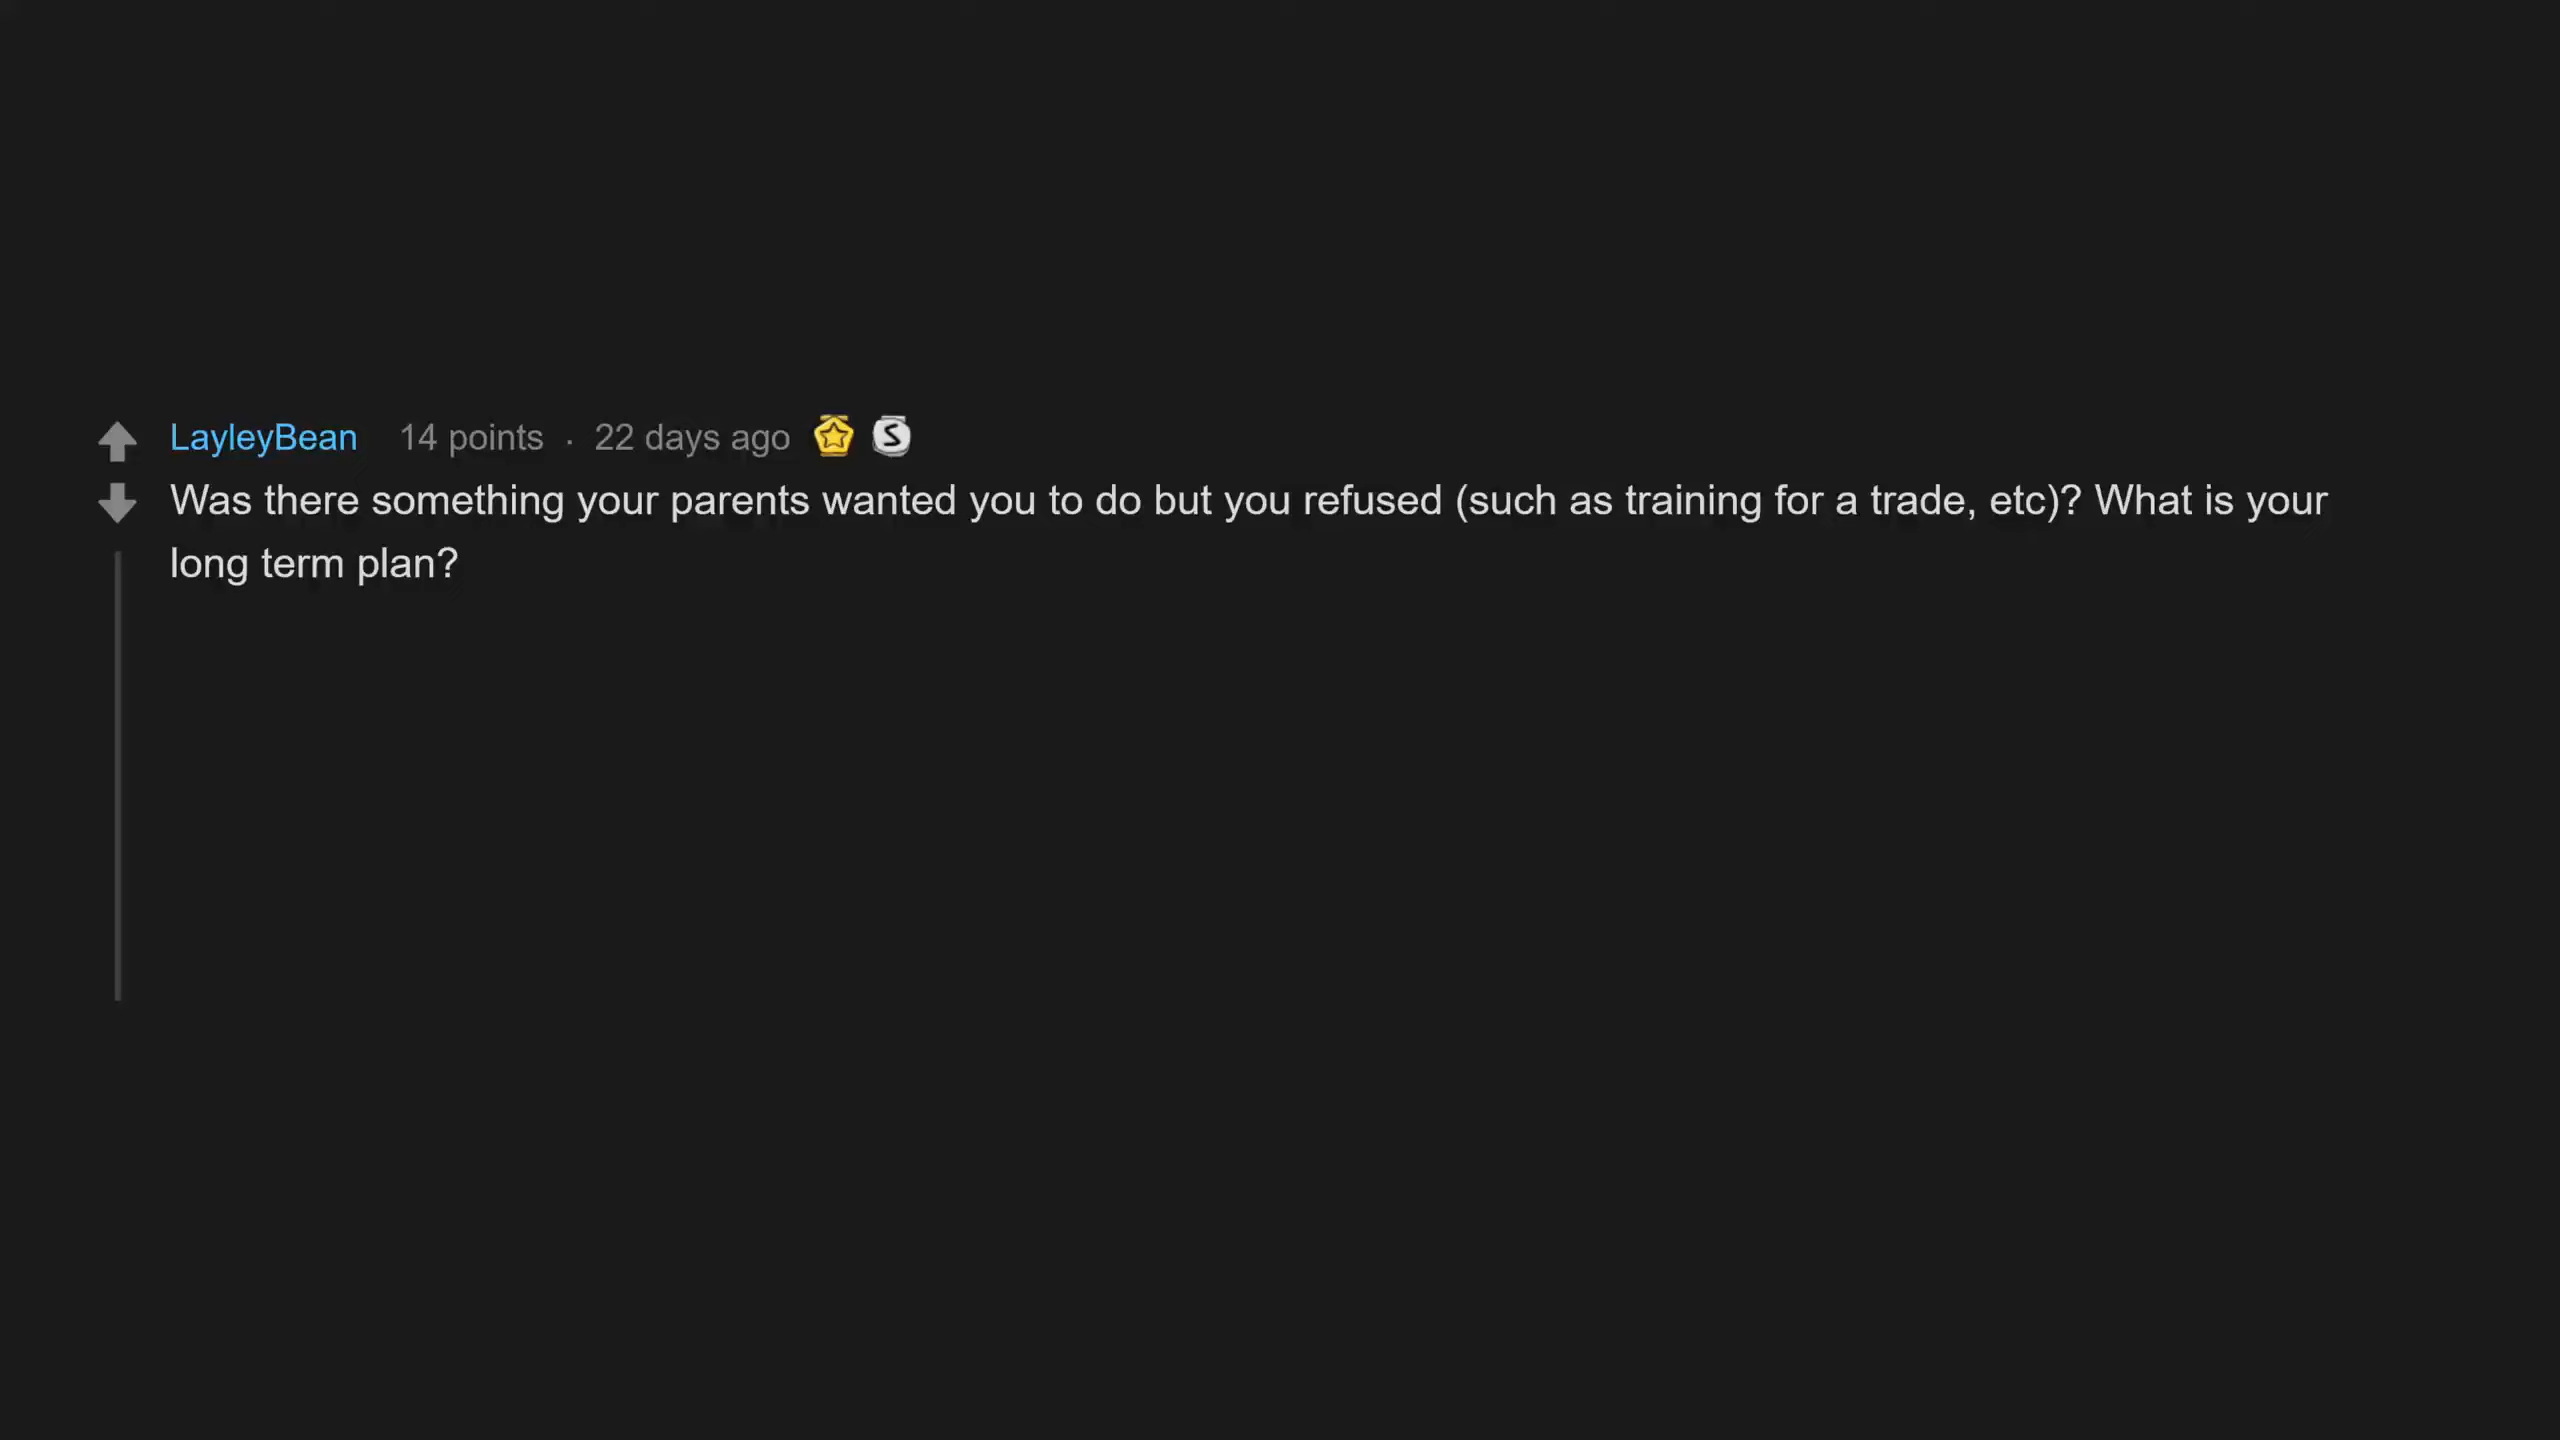 LayleyBean 14 points · 22 days ago S
Was there something your parents wanted you to do but you refused (such as training for a trade, etc)? What is your
long term plan?